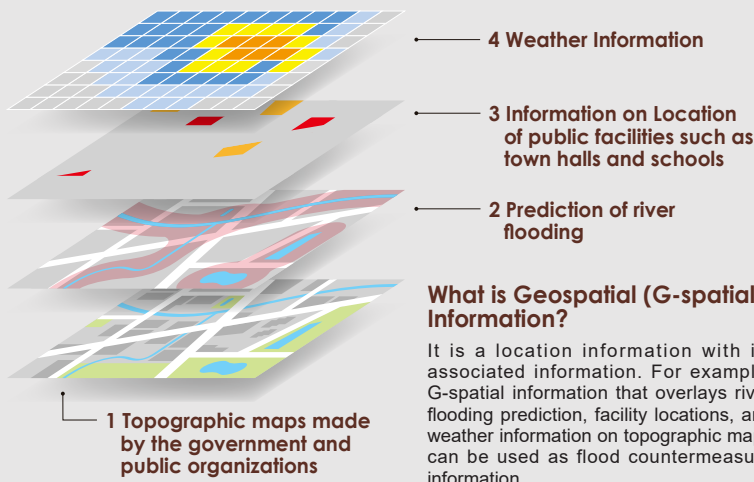 4 Weather Information
3 Information on Location
of public facilities such as
town halls and schools
2 Prediction of river
flooding
1 Topographic maps made
by the government and
public organizations
What is Geospatial (G-spatial
Information?
It is a location information with i
associated information. For exampl
G-spatial information that overlays riv
flooding prediction, facility locations, a
weather information on topographic ma
can be used as flood countermeasu
information